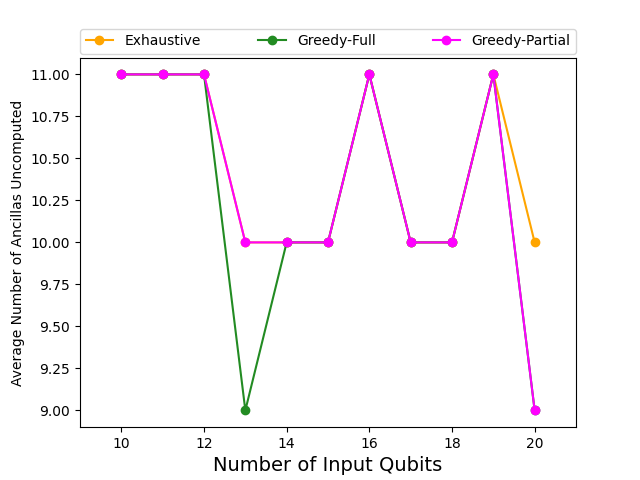 Exhaustive Greedy-Full Greedy-Partial
11.00
10.75
10.50
10.25
10.00
9.75
9.50
9.25
9.00
Average Number of Ancillas Uncomputed
10 12 14 16 18 20
Number of Input Qubits